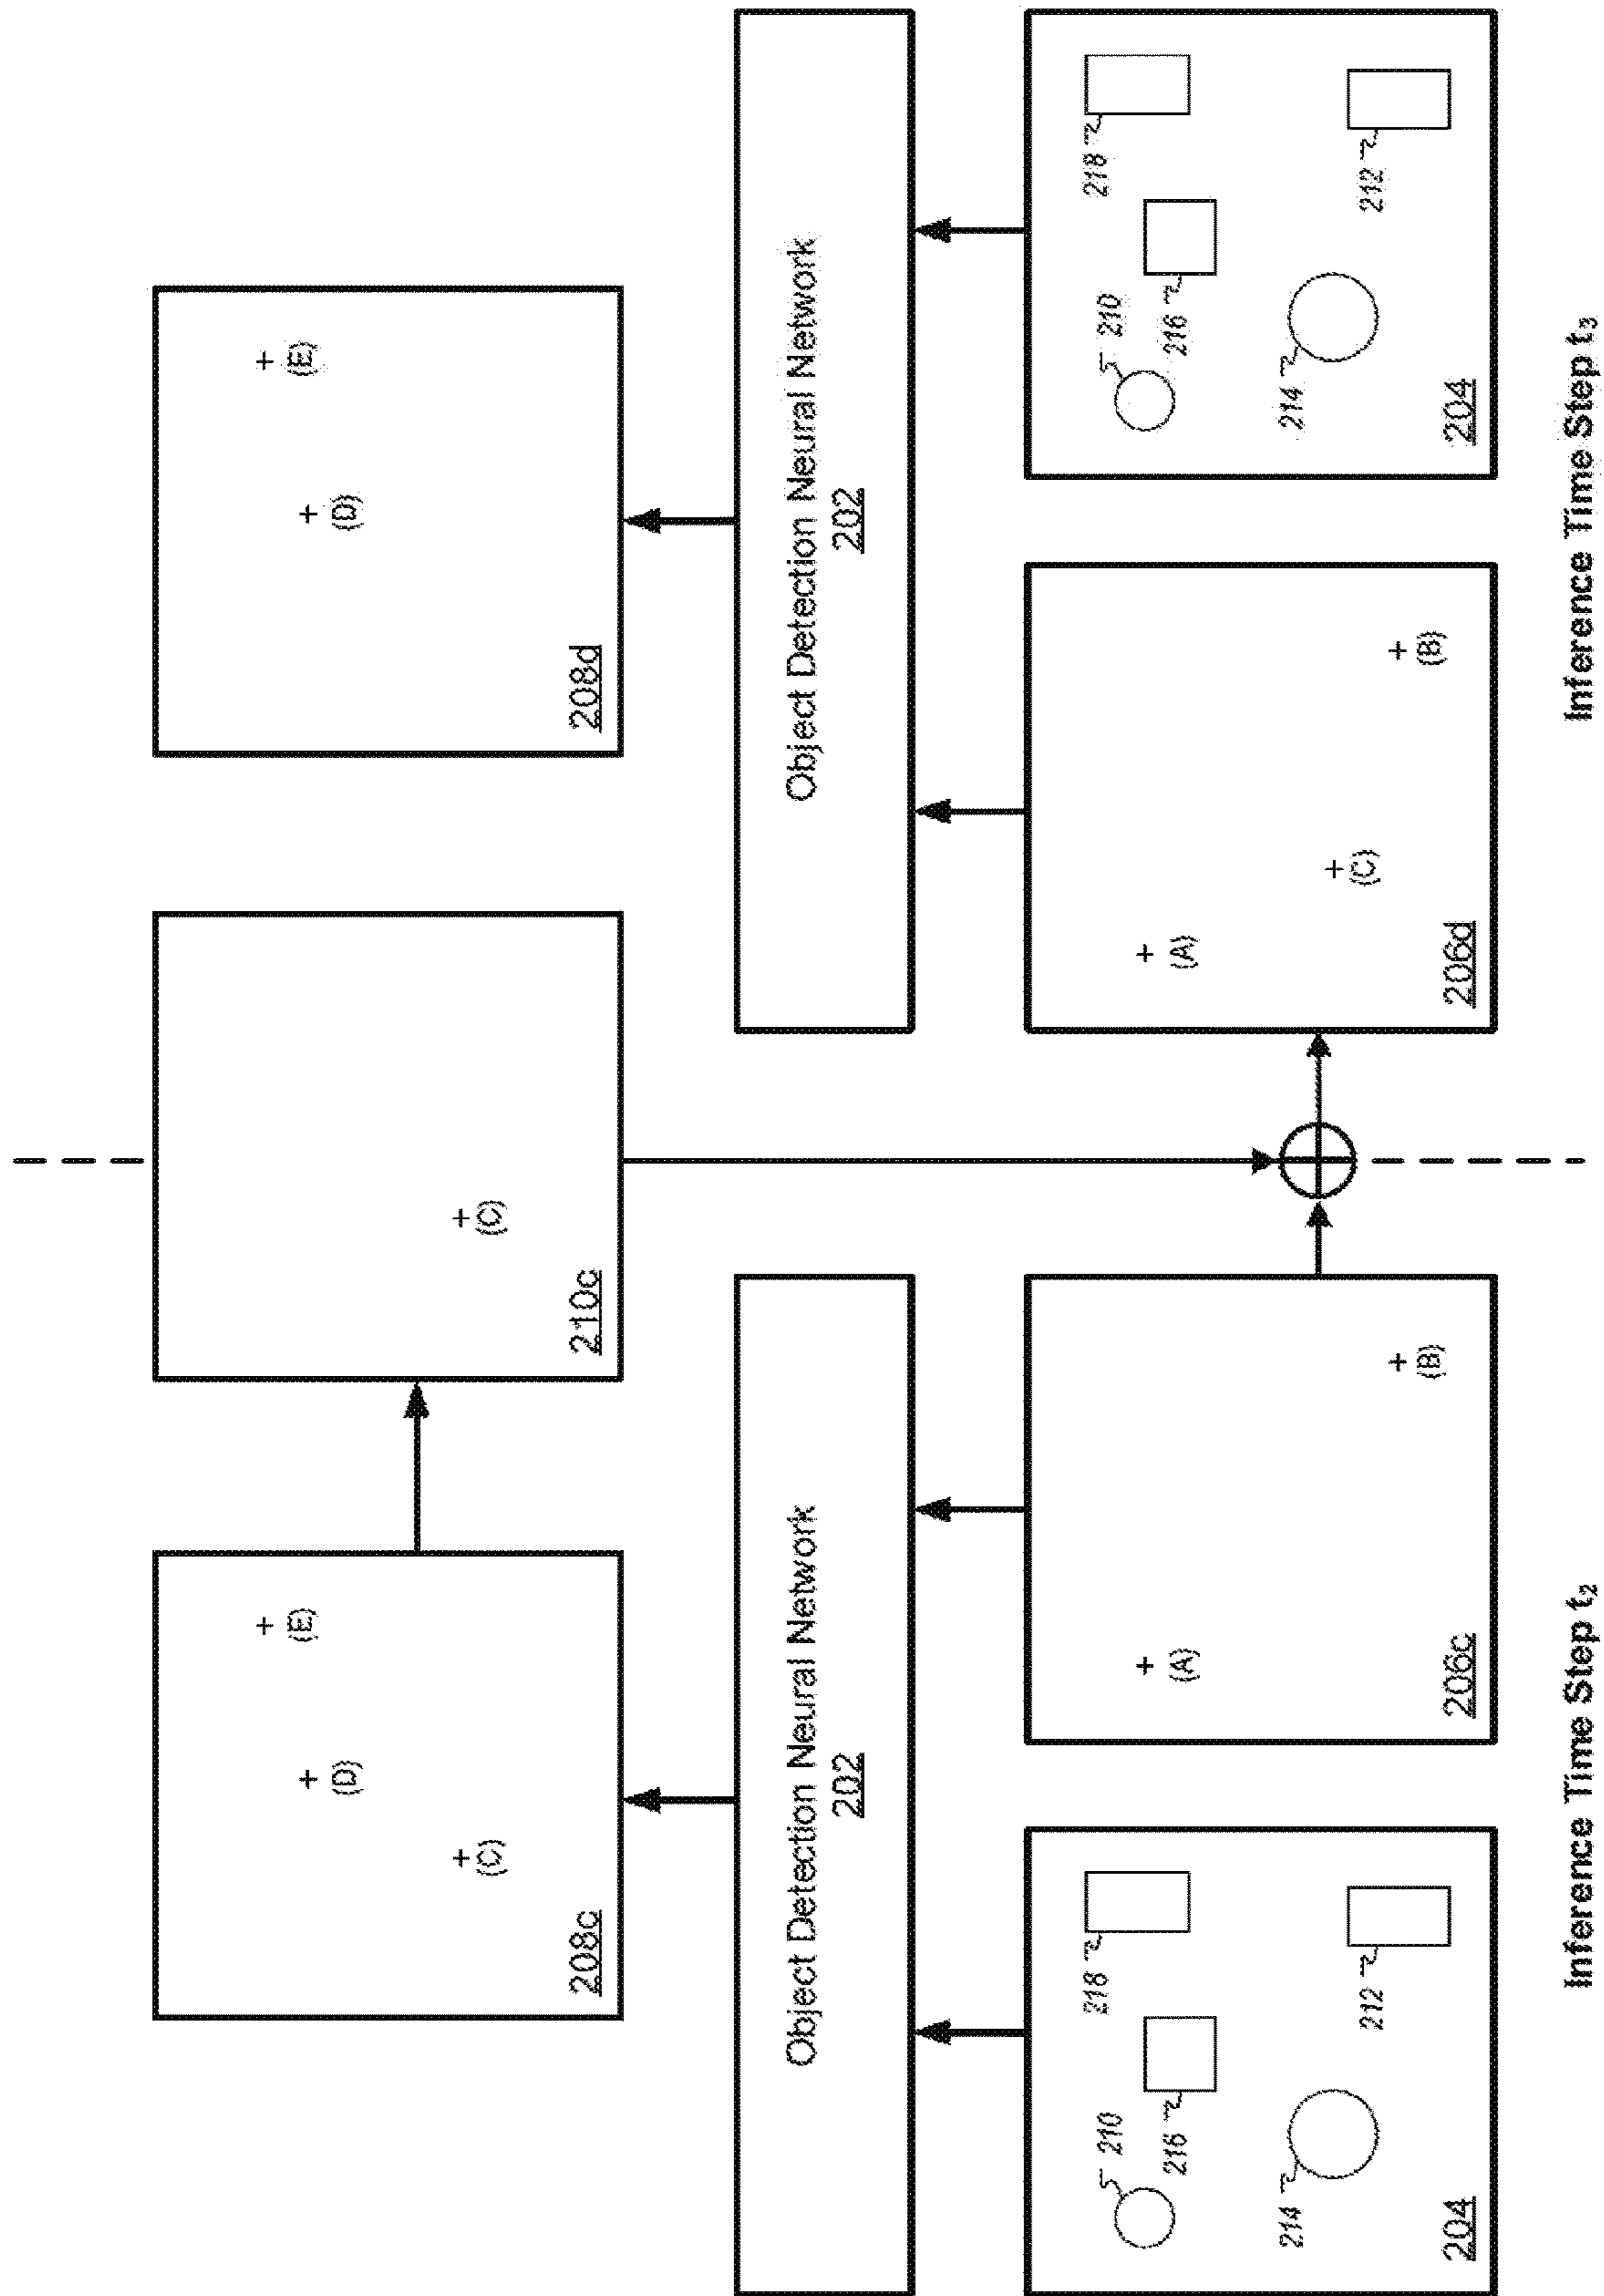 +
(C)
210c
+
(E)
+
(D)
+
(C)
208c
+
(E)
+
(D)
208d
Object Detection Neural Network
202
Object Detection Neural Network
202
218
210
216
214
212
204
+
(A)
+
(B)
206c
+
(A)
+
(C)
+
(B)
206d
218
210
216
214
212
204
Inference Time Step t₂
Inference Time Step t₃